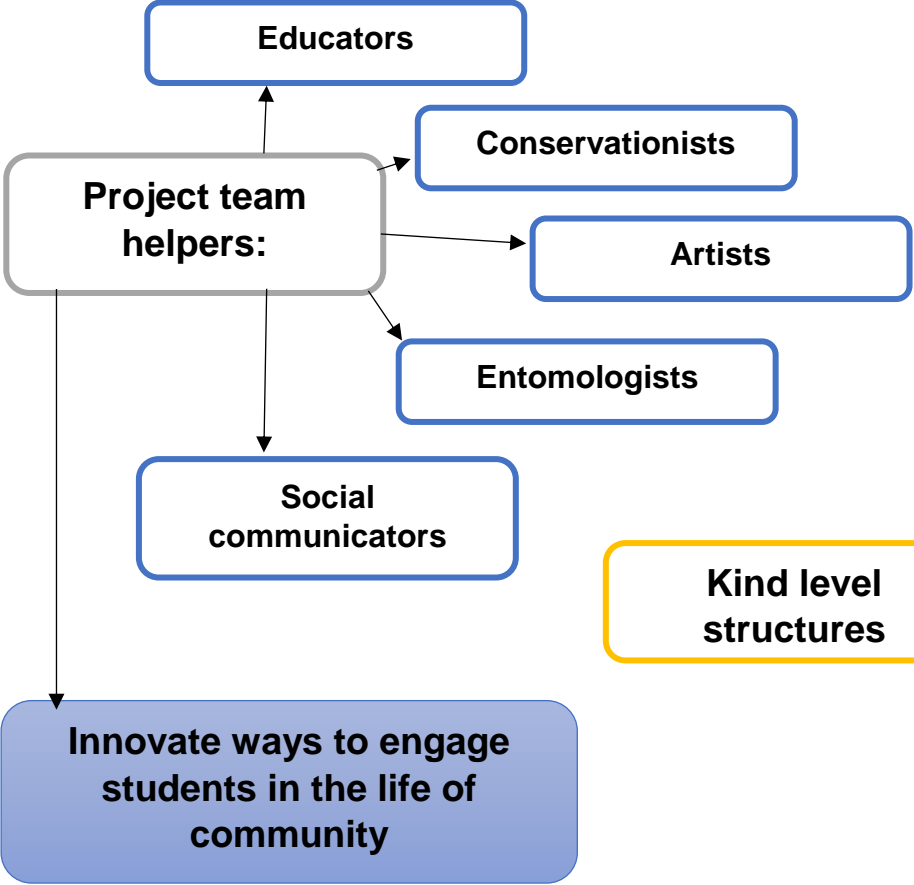 Educators
Conservationists
Project team
helpers:
Artists
Entomologists
Social
communicators
Kind level
structures
Innovate ways to engage
students in the life of
community